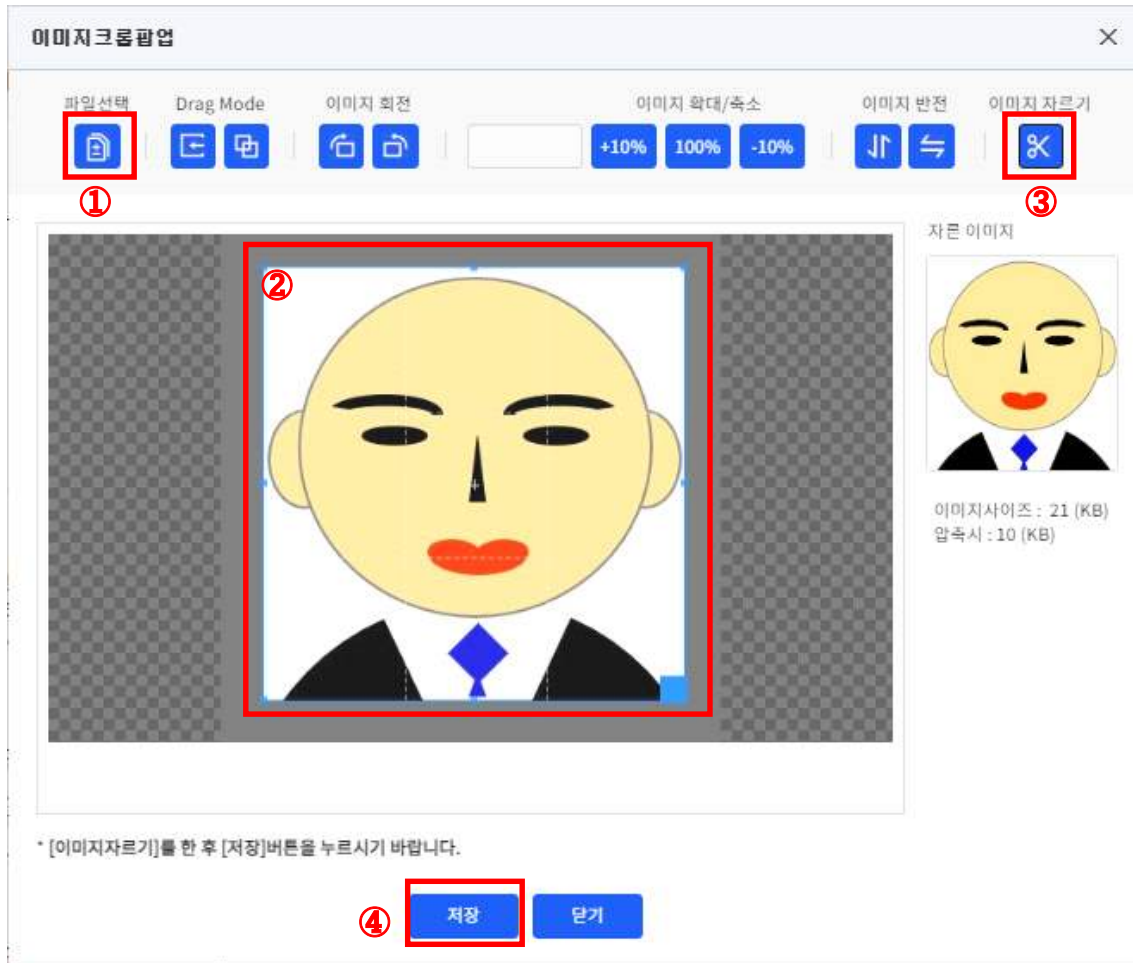 이미지크롭팝업
파일선택 Drag Mode 이미지 회전 이미지 확대/축소 이미지 반전 이미지 자르기
+10% 100% -10%
① ③
자른 이미지
②
이미지사이즈 : 21 (KB)
압축시 : 10 (KB)
* [이미지자르기]를 한 후 [저장]버튼을 누르시기 바랍니다.
④ 저장 닫기